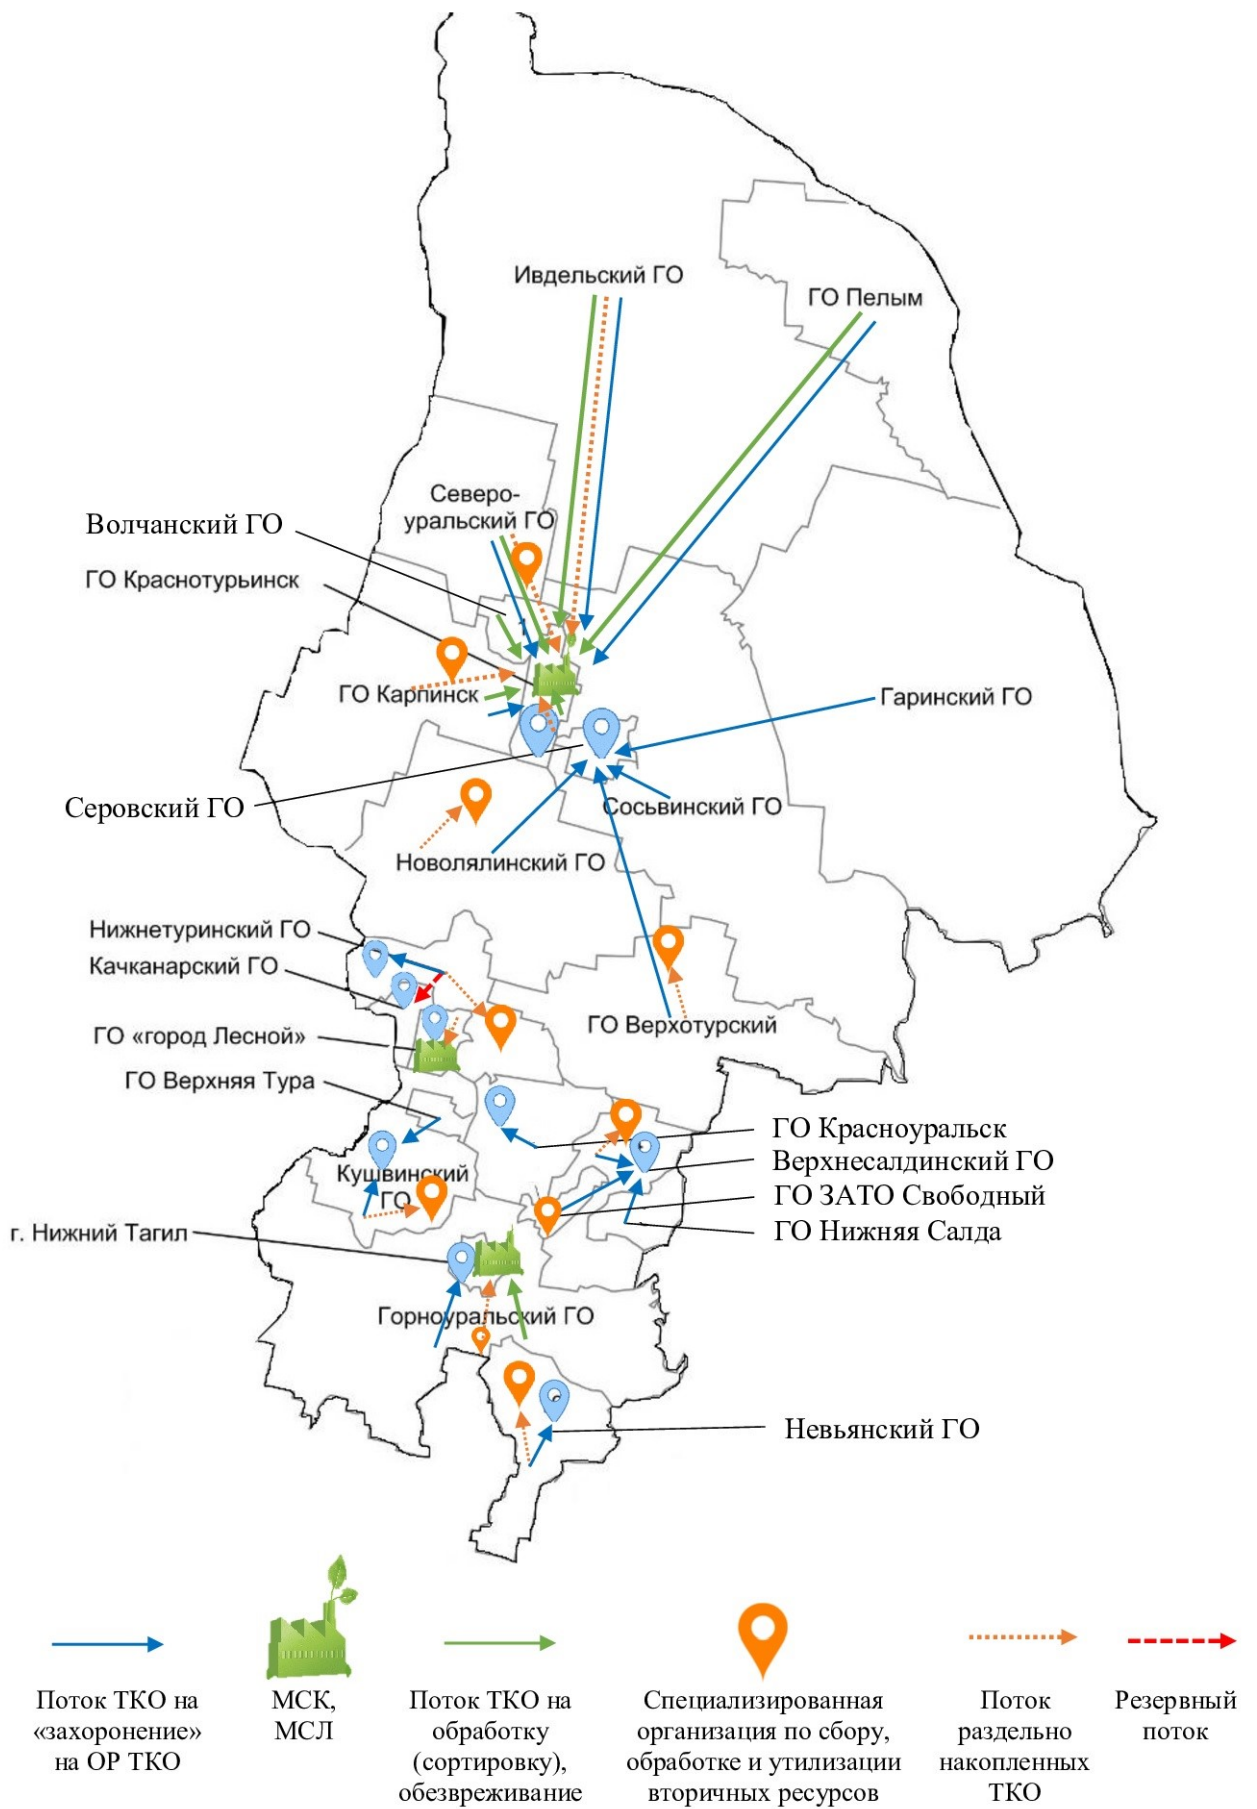 Ивдельский ГО
ГО Пелым
Северо-
уральский ГО
Волчанский ГО
ГО Краснотурьинск
ГО Карпинск
Гаринский ГО
Серовский ГО
Сосьвинский ГО
Новолялинский ГО
Нижнетуринский ГО
Качканарский ГО
ГО Верхотурский
ГО «город Лесной»
ГО Верхняя Тура
ГО Красноуральск
Верхнесалдинский ГО
Кушвинский
ГО
ГО ЗАТО Свободный
г. Нижний Тагил
ГО Нижняя Салда
Горноуральский ГО
Невьянский ГО
Поток ТКО на
«захоронение»
на ОР ТКО
МСК,
МСЛ
Поток ТКО на
обработку
(сортировку),
обезвреживание
Специализированная
организация по сбору,
обработке и утилизации
вторичных ресурсов
Поток
раздельно
накопленных
ТКО
Резервный
поток